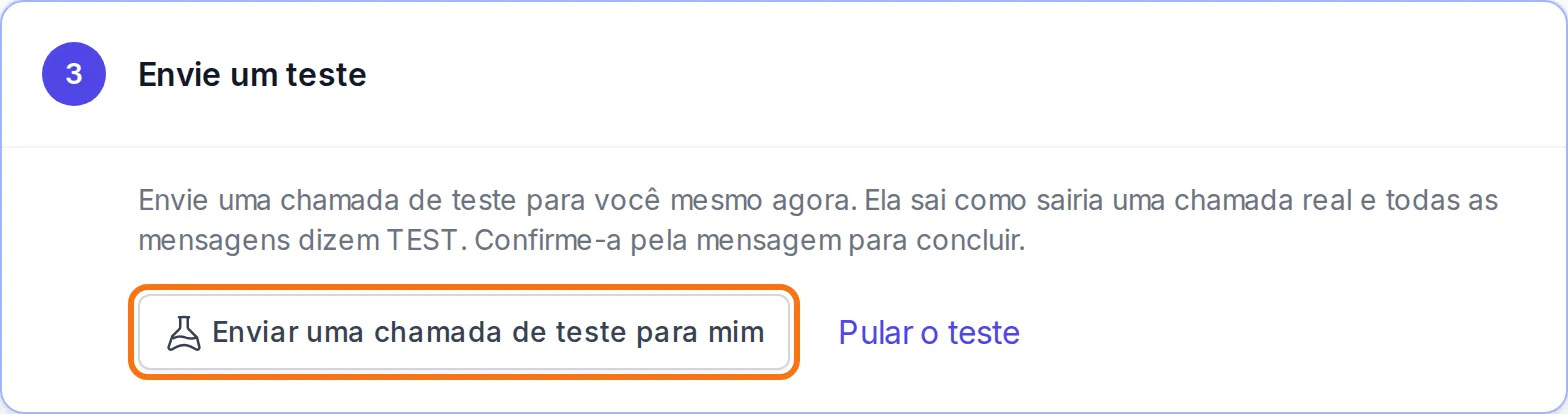 3
Envie um teste
Envie uma chamada de teste para você mesmo agora. Ela sai como sairia uma chamada real e todas as
mensagens dizem TEST. Confirme-a pela mensagem para concluir.
Enviar uma chamada de teste para mim
Pular o teste